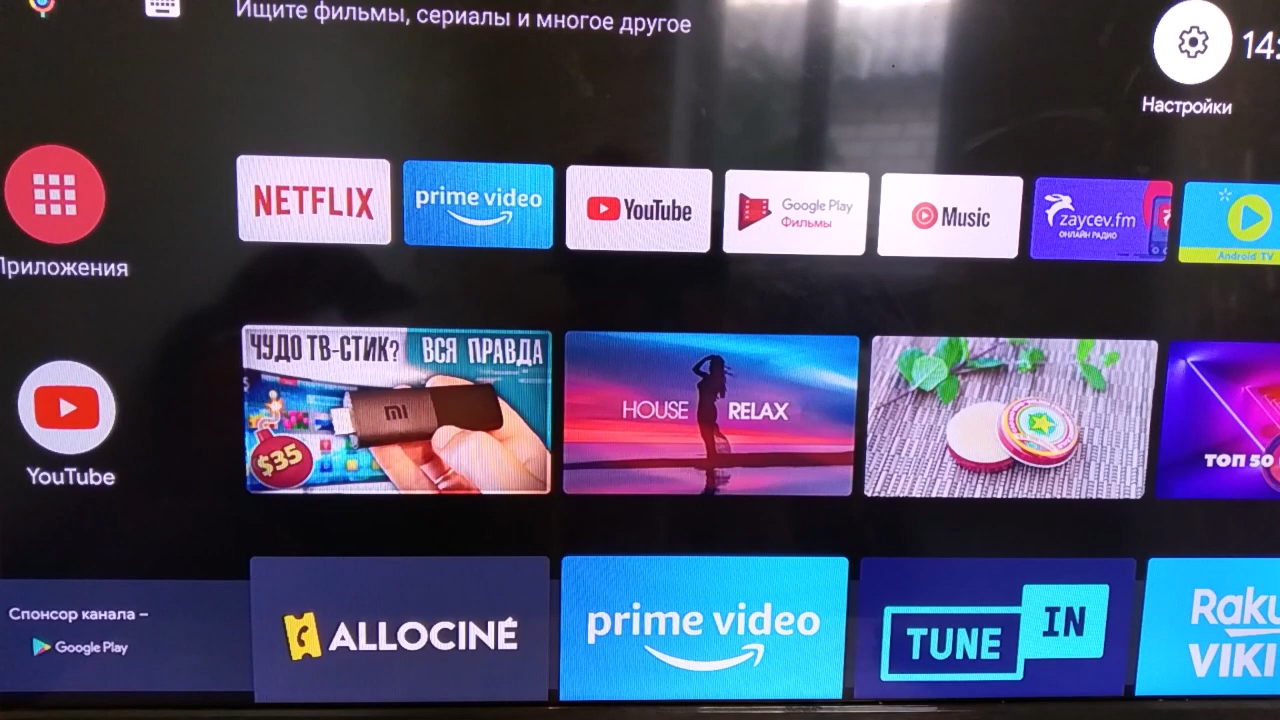 Ищите фильмы, сериалы и многое другое
14:
Настройки
Приложения
NETFLIX
prime video
YouTube
Google Play
Фильмы
Music
zaycev.fm
ОНЛАЙН РАДИО
Android TV
YouTube
ЧУДО ТВ-СТИК? ВСЯ ПРАВДА
MI
$35
HOUSE RELAX
ТОП 50
Спонсор канала –
Google Play
ALLOCINÉ
prime video
TUNE IN
Raku
VIKI